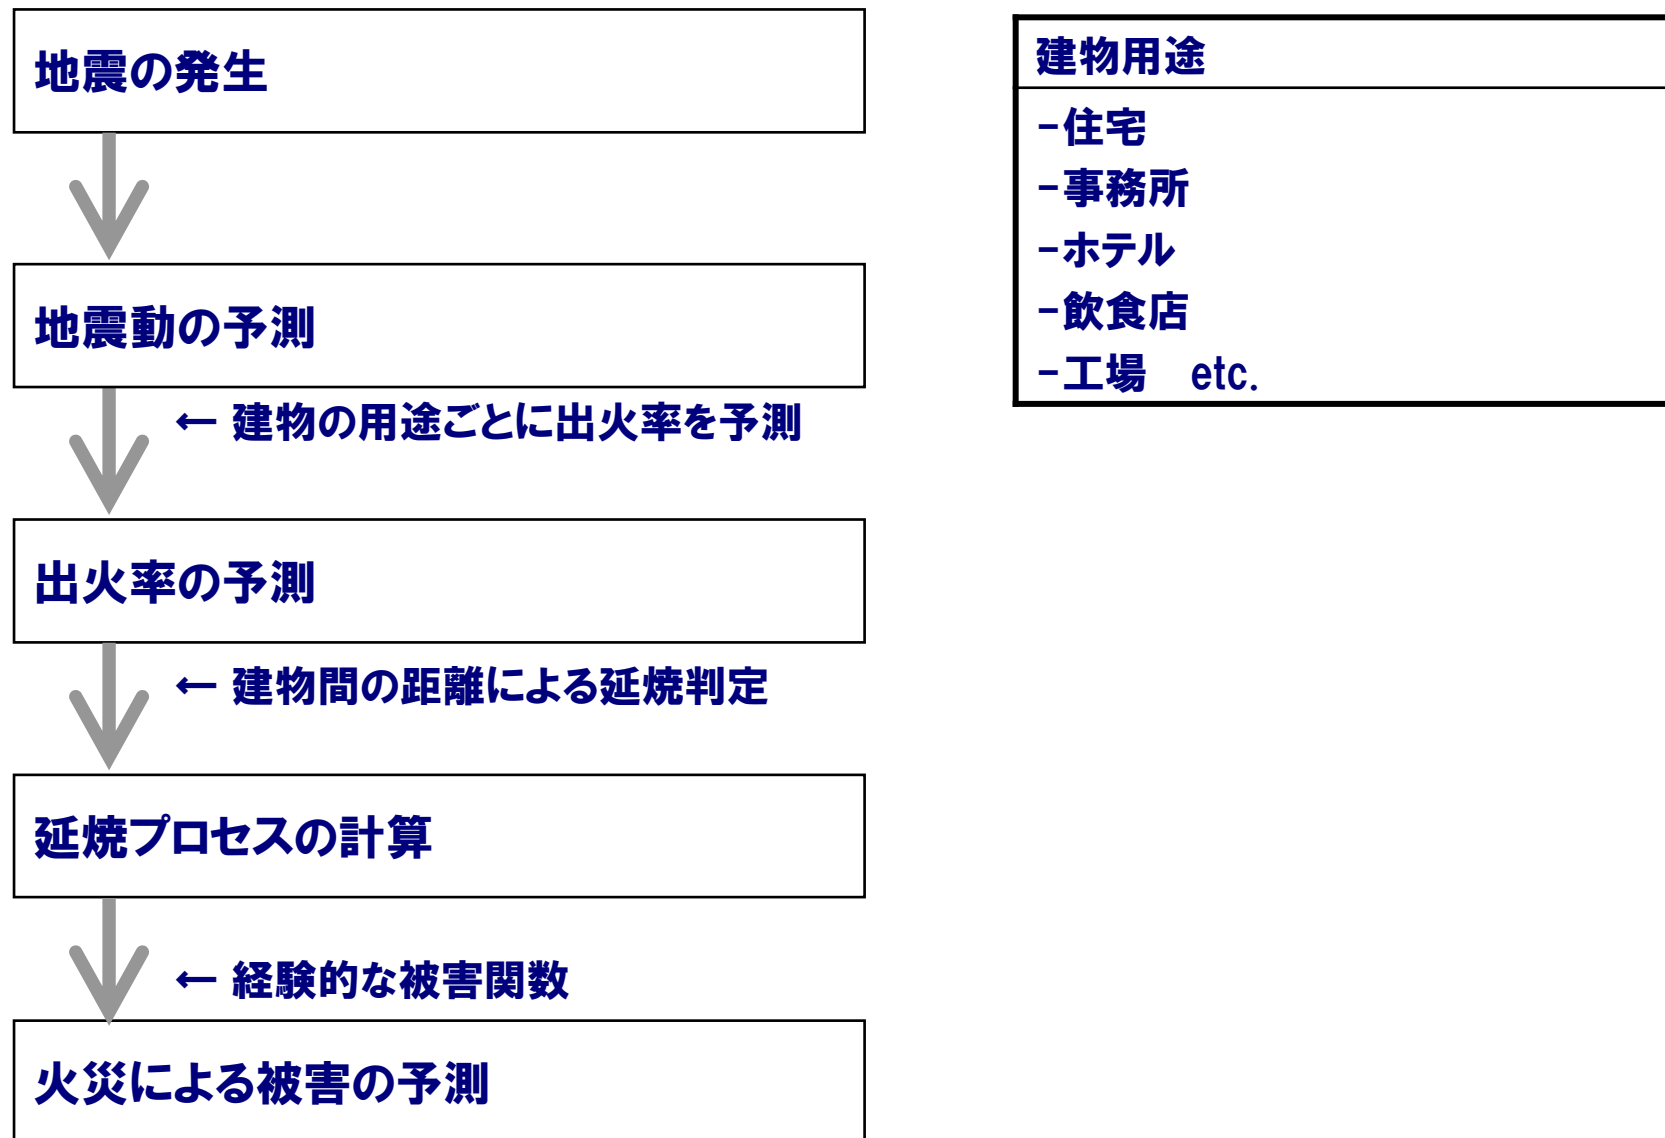 地震の発生
地震動の予測
← 建物の用途ごとに出火率を予測
出火率の予測
← 建物間の距離による延焼判定
延焼プロセスの計算
← 経験的な被害関数
火災による被害の予測
建物用途
-住宅
-事務所
-ホテル
-飲食店
-工場　etc.